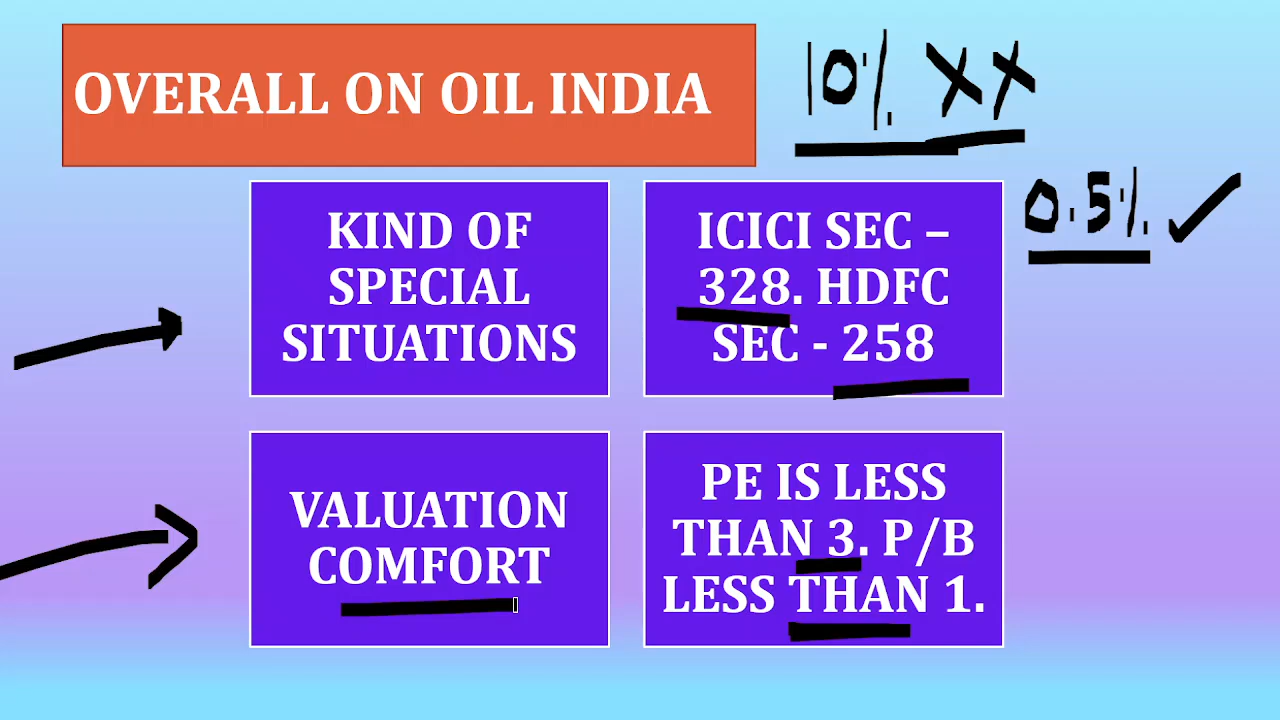 OVERALL ON OIL INDIA
10% XX
0.5% ✓
KIND OF
SPECIAL
SITUATIONS
ICICI SEC –
328. HDFC
SEC - 258
VALUATION
COMFORT
PE IS LESS
THAN 3. P/B
LESS THAN 1.